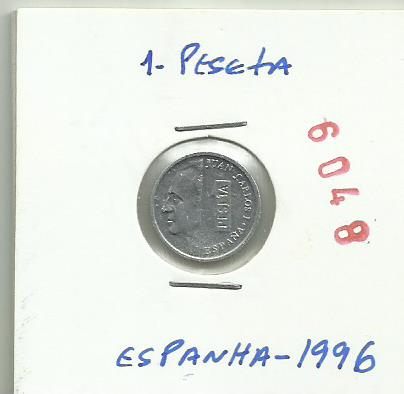 1- PESETA
6048
JUAN CARLOS I
PESETA
ESPAÑA
ESPANHA-1996